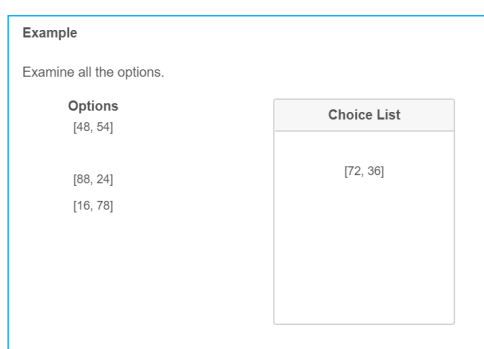 Example
Examine all the options.
Options
[48, 54]
[88, 24]
[16, 78]
Choice List
[72, 36]